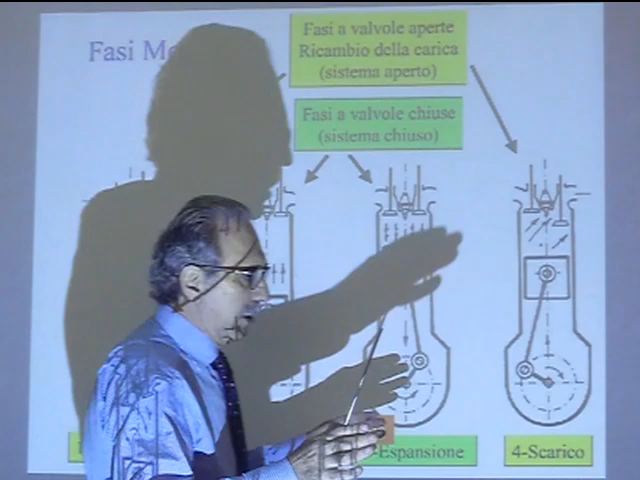 Fasi
Fasi a valvole aperte
Ricambio della carica
(sistema aperto)
Fasi a valvole chiuse
(sistema chiuso)
-Espansione
4-Scarico